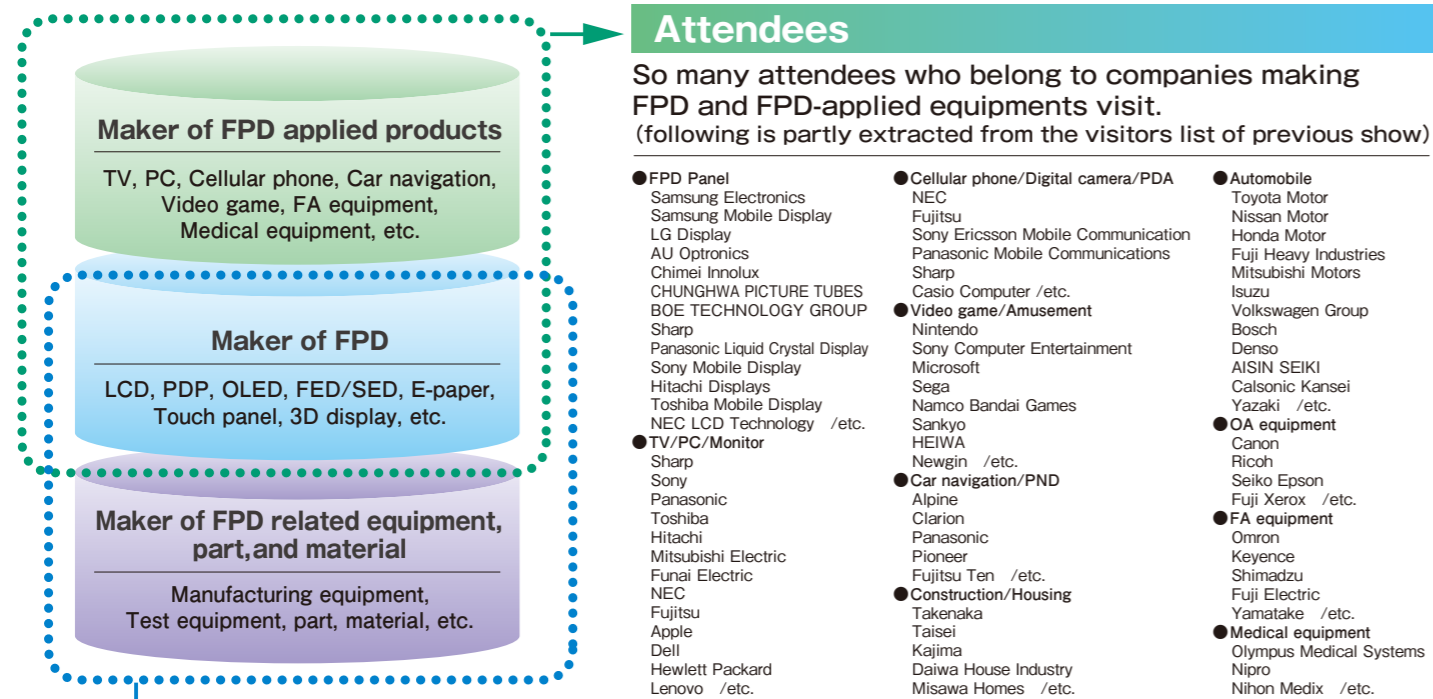 Maker of FPD applied products
TV, PC, Cellular phone, Car navigation,
Video game, FA equipment,
Medical equipment, etc.
Maker of FPD
LCD, PDP, OLED, FED/SED, E-paper,
Touch panel, 3D display, etc.
Maker of FPD related equipment,
part,and material
Manufacturing equipment,
Test equipment, part, material, etc.
Attendees
So many attendees who belong to companies making
FPD and FPD-applied equipments visit.
(following is partly extracted from the visitors list of previous show)
●FPD Panel
Samsung Electronics
Samsung Mobile Display
LG Display
AU Optronics
Chimei Innolux
CHUNGHWA PICTURE TUBES
BOE TECHNOLOGY GROUP
Sharp
Panasonic Liquid Crystal Display
Sony Mobile Display
Hitachi Displays
Toshiba Mobile Display
NEC LCD Technology /etc.
●TV/PC/Monitor
Sharp
Sony
Panasonic
Toshiba
Hitachi
Mitsubishi Electric
Funai Electric
NEC
Fujitsu
Apple
Dell
Hewlett Packard
Lenovo /etc.
●Cellular phone/Digital camera/PDA
NEC
Fujitsu
Sony Ericsson Mobile Communication
Panasonic Mobile Communications
Sharp
Casio Computer /etc.
●Video game/Amusement
Nintendo
Sony Computer Entertainment
Microsoft
Sega
Namco Bandai Games
Sankyo
HEIWA
Newgin /etc.
●Car navigation/PND
Alpine
Clarion
Panasonic
Pioneer
Fujitsu Ten /etc.
●Construction/Housing
Takenaka
Taisei
Kajima
Daiwa House Industry
Misawa Homes /etc.
●Automobile
Toyota Motor
Nissan Motor
Honda Motor
Fuji Heavy Industries
Mitsubishi Motors
Isuzu
Volkswagen Group
Bosch
Denso
AISIN SEIKI
Calsonic Kansei
Yazaki /etc.
●OA equipment
Canon
Ricoh
Seiko Epson
Fuji Xerox /etc.
●FA equipment
Omron
Keyence
Shimadzu
Fuji Electric
Yamatake /etc.
●Medical equipment
Olympus Medical Systems
Nipro
Nihon Medix /etc.